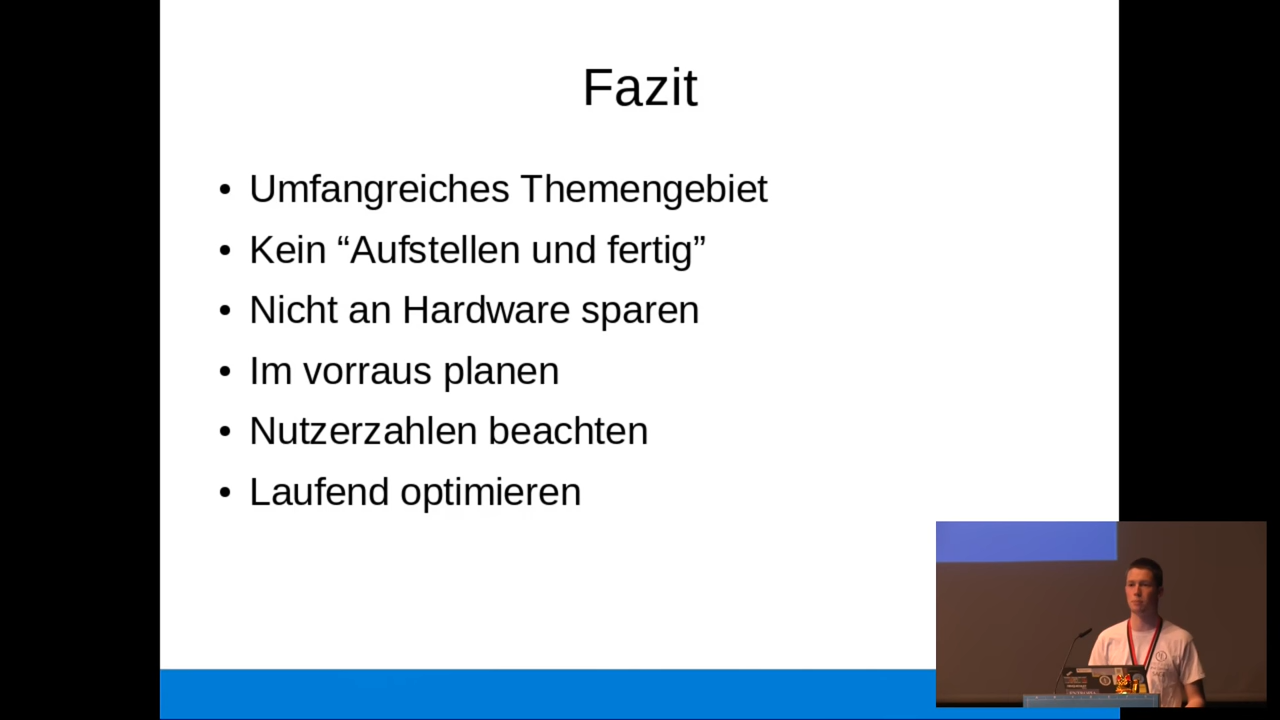 Fazit
• Umfangreiches Themengebiet
• Kein “Aufstellen und fertig”
• Nicht an Hardware sparen
• Im vorraus planen
• Nutzerzahlen beachten
• Laufend optimieren